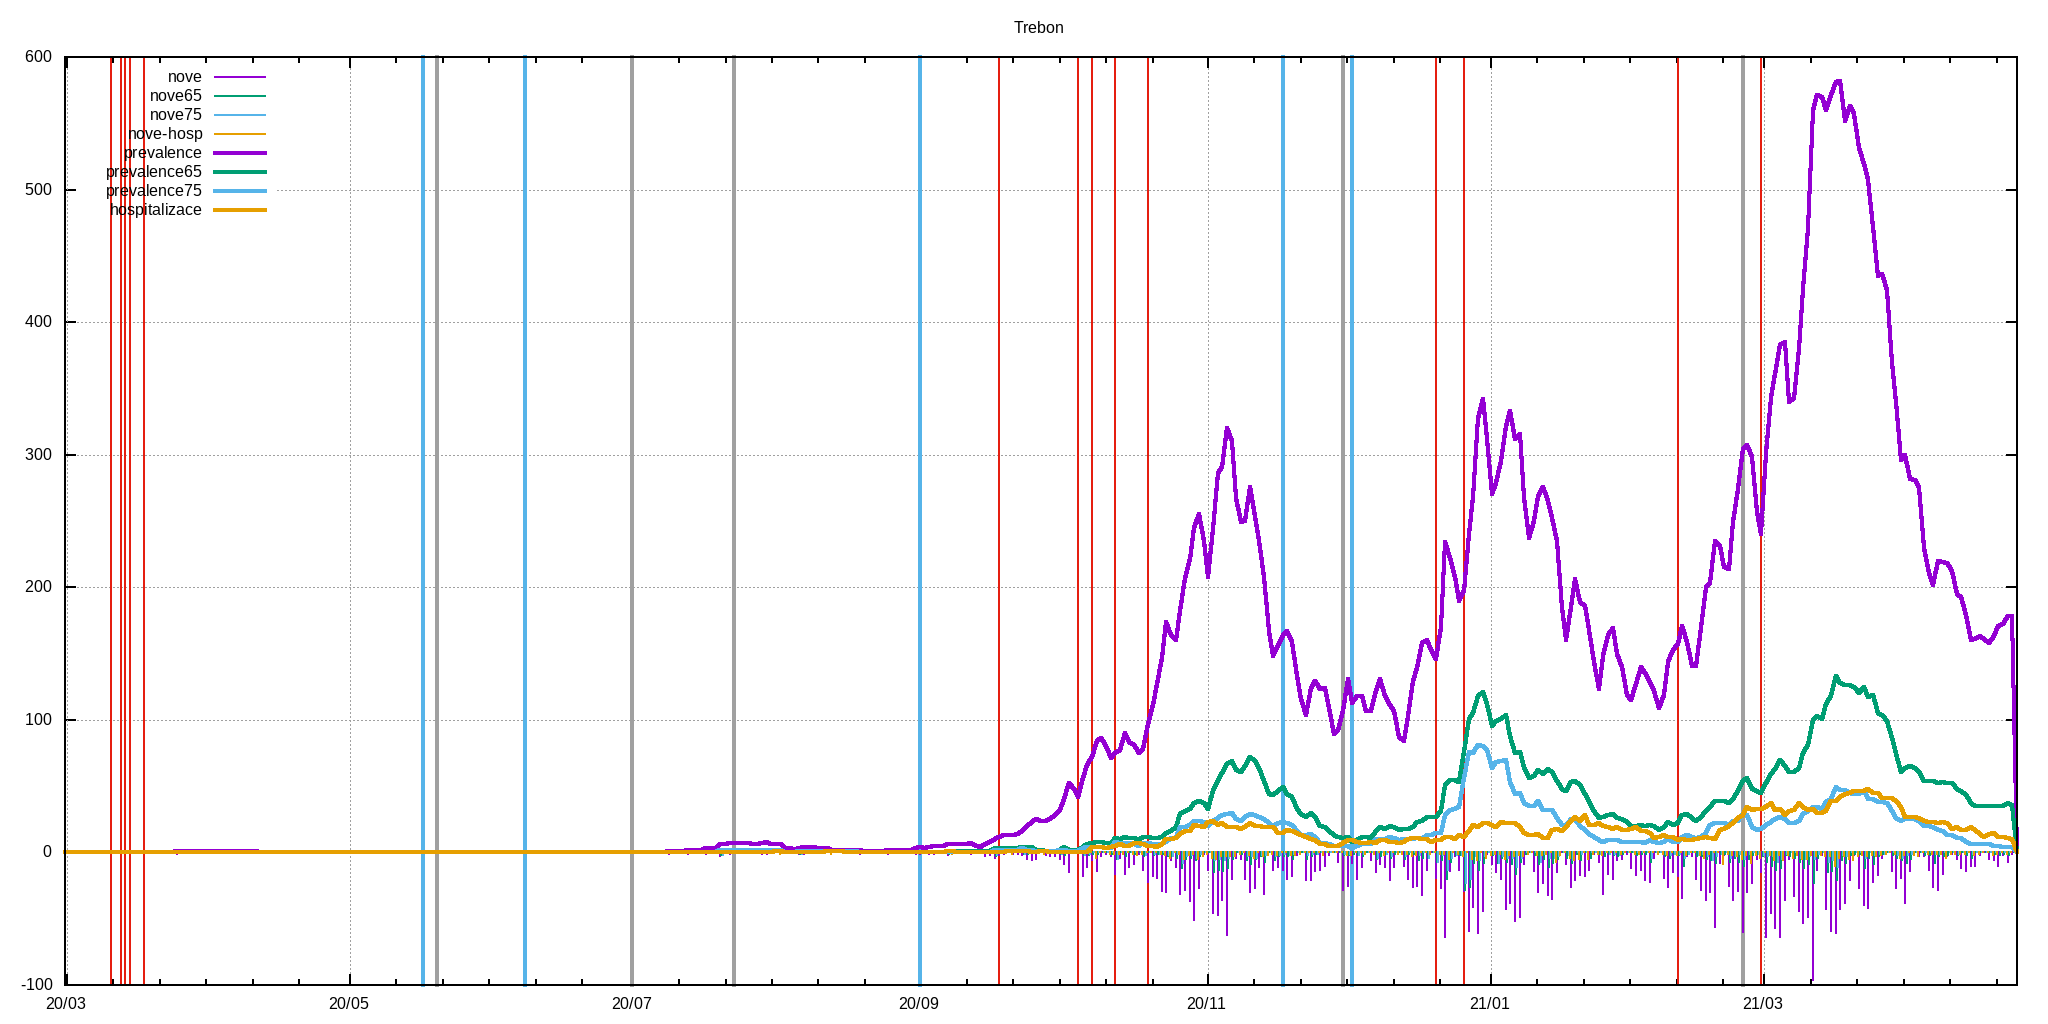 Trebon
600
500
400
300
200
100
0
-100
nove
nove65
nove75
nove-hosp
prevalence
prevalence65
prevalence75
hospitalizace
20/03 20/05 20/07 20/09 20/11 21/01 21/03